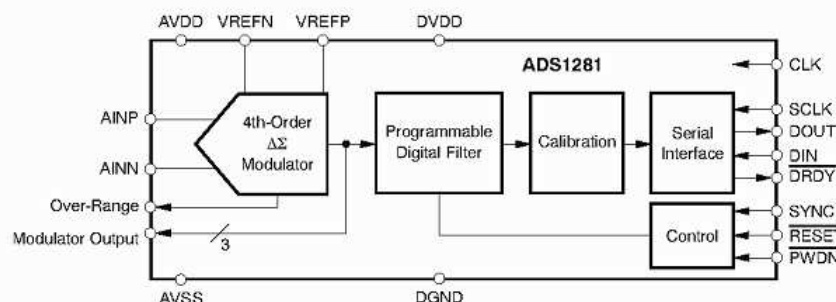 AVDD VREFN VREFP DVDD
ADS1281
CLK
AINP
4th-Order
ΔΣ
Modulator
Programmable
Digital Filter
Calibration
Serial
Interface
SCLK
DOUT
DIN
DRDY
AINN
Over-Range
Modulator Output
3
Control
SYNC
RESET
PWDN
AVSS DGND